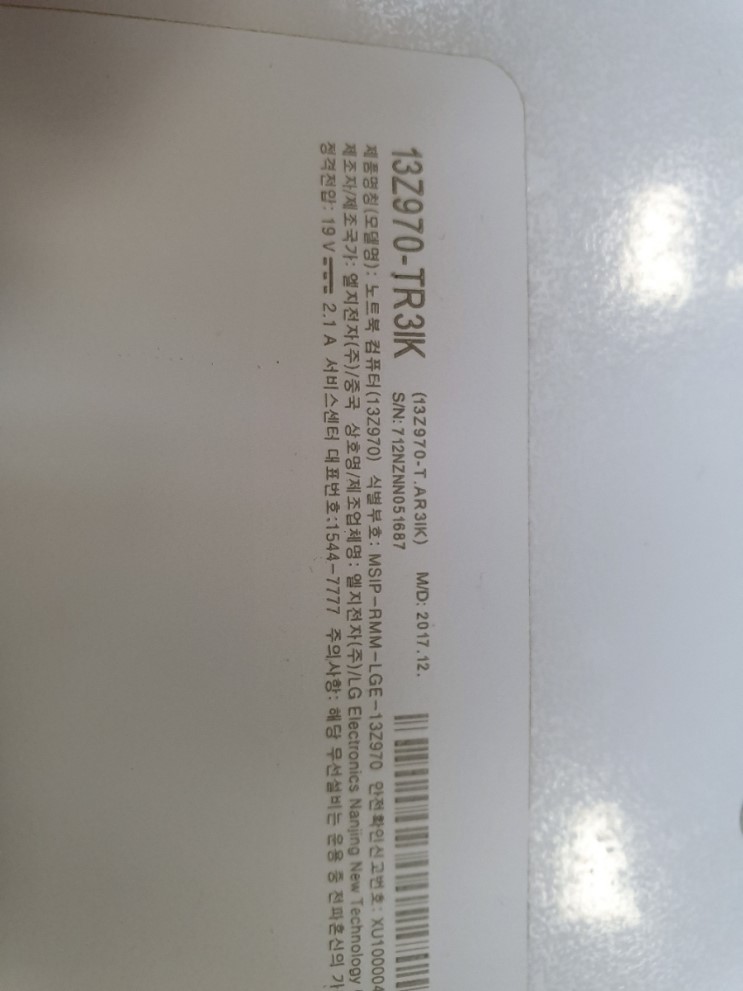 13Z970-TR3IK (13Z970-T.AR3IK) M/D: 2017.12.
S/N: 712NZNN051687
제품명칭(모델명): 노트북 컴퓨터(13Z970) 식별부호: MSIP-RMM-LGE-13Z970 안전확인신고번호: XU100004
제조자/제조국가: 엘지전자(주)/중국 상호명/제조업체명: 엘지전자(주)/LG Electronics Nanjing New Technology
정격전압: 19 V 2.1 A 서비스센터 대표번호:1544-7777 주의사항: 해당 무선설비는 운용 중 전파혼신의 가